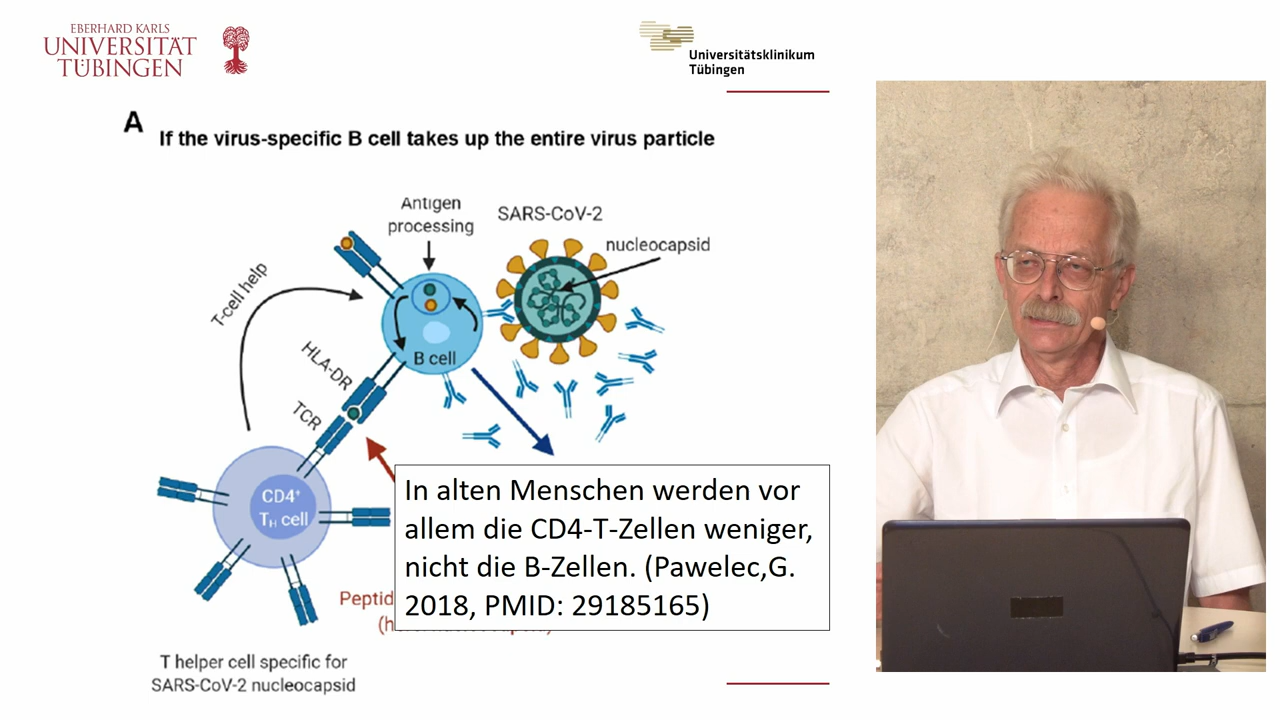 EBERHARD KARLS
UNIVERSITÄT
TÜBINGEN
Universitätsklinikum
Tübingen
A
If the virus-specific B cell takes up the entire virus particle
Antigen
processing
SARS-CoV-2
nucleocapsid
T-cell help
B cell
HLA-DR
TCR
CD4⁺
T_H cell
In alten Menschen werden vor
allem die CD4-T-Zellen weniger,
nicht die B-Zellen. (Pawelec,G.
2018, PMID: 29185165)
Peptid
T helper cell specific for
SARS-CoV-2 nucleocapsid